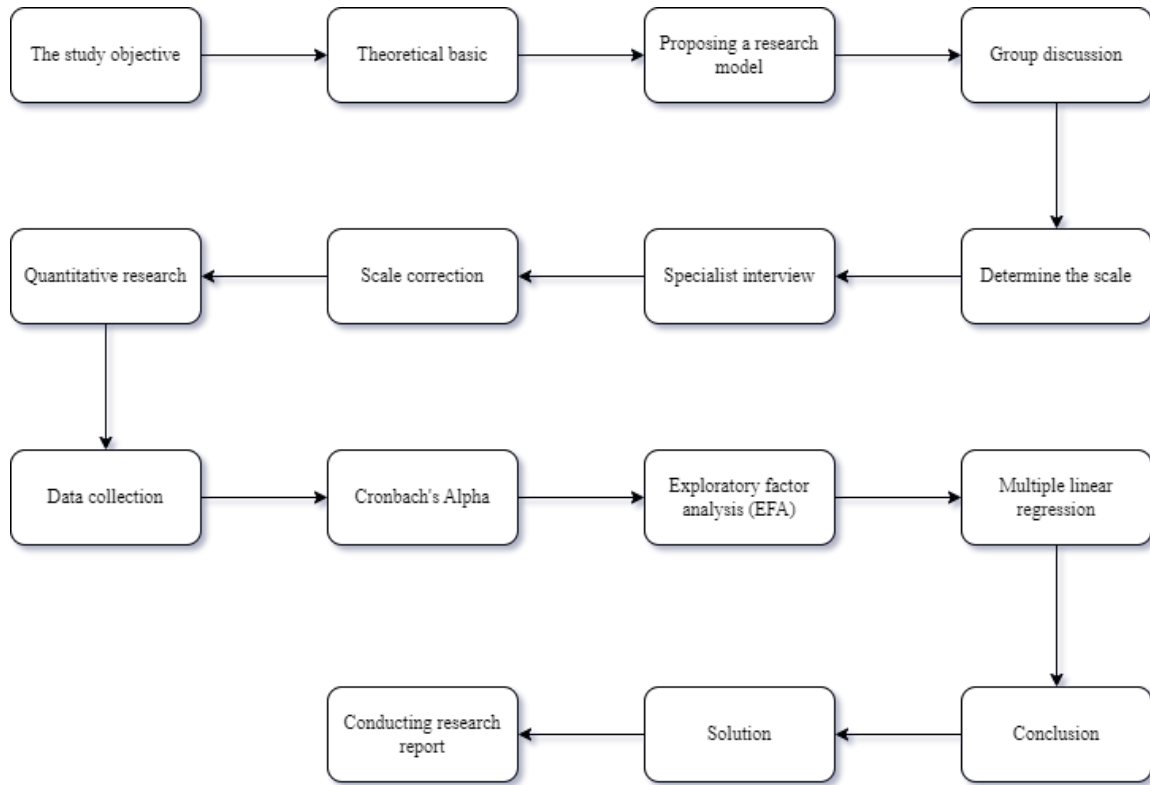 The study objective
Theoretical basic
Proposing a research
model
Group discussion
Quantitative research
Scale correction
Specialist interview
Determine the scale
Data collection
Cronbach's Alpha
Exploratory factor
analysis (EFA)
Multiple linear
regression
Conducting research
report
Solution
Conclusion